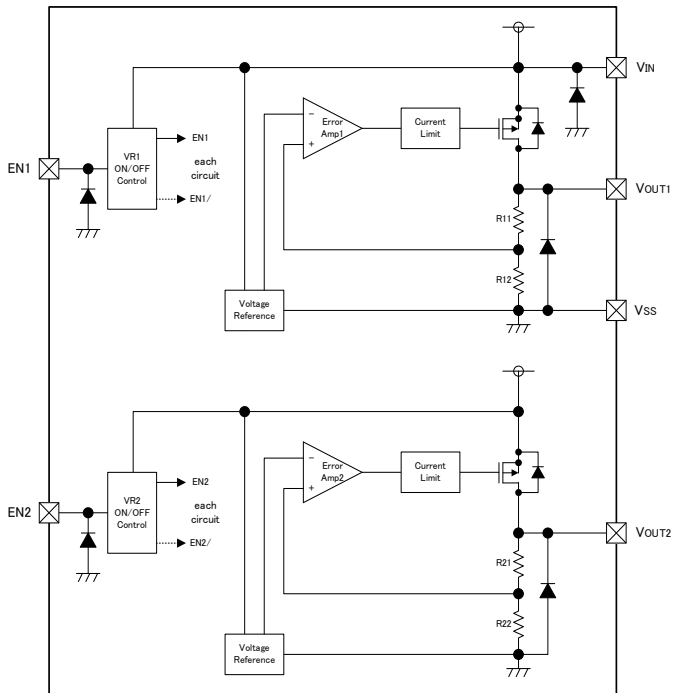 VIN
Error
Amp1
−
+
Current
Limit
EN1
VR1
ON/OFF
Control
EN1
each
circuit
EN1/
VOUT1
R11
R12
Voltage
Reference
VSS
Error
Amp2
−
+
Current
Limit
EN2
VR2
ON/OFF
Control
EN2
each
circuit
EN2/
VOUT2
R21
R22
Voltage
Reference